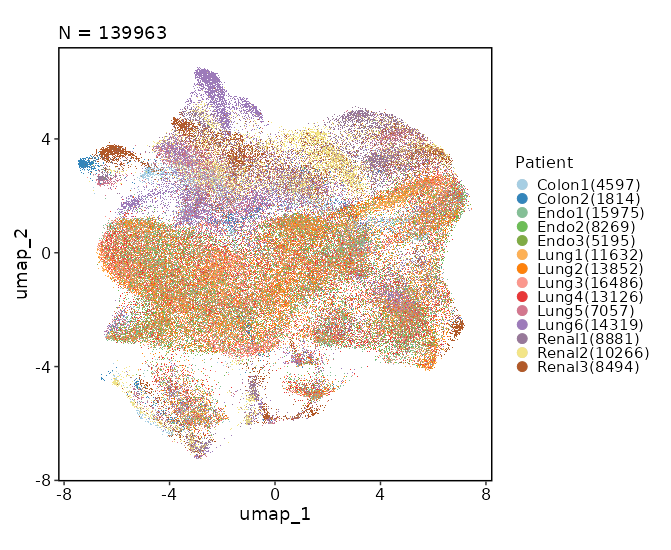 N = 139963
umap_2
4
0
-4
-8
-8 -4 0 4 8
umap_1
Patient
Colon1(4597)
Colon2(1814)
Endo1(15975)
Endo2(8269)
Endo3(5195)
Lung1(11632)
Lung2(13852)
Lung3(16486)
Lung4(13126)
Lung5(7057)
Lung6(14319)
Renal1(8881)
Renal2(10266)
Renal3(8494)